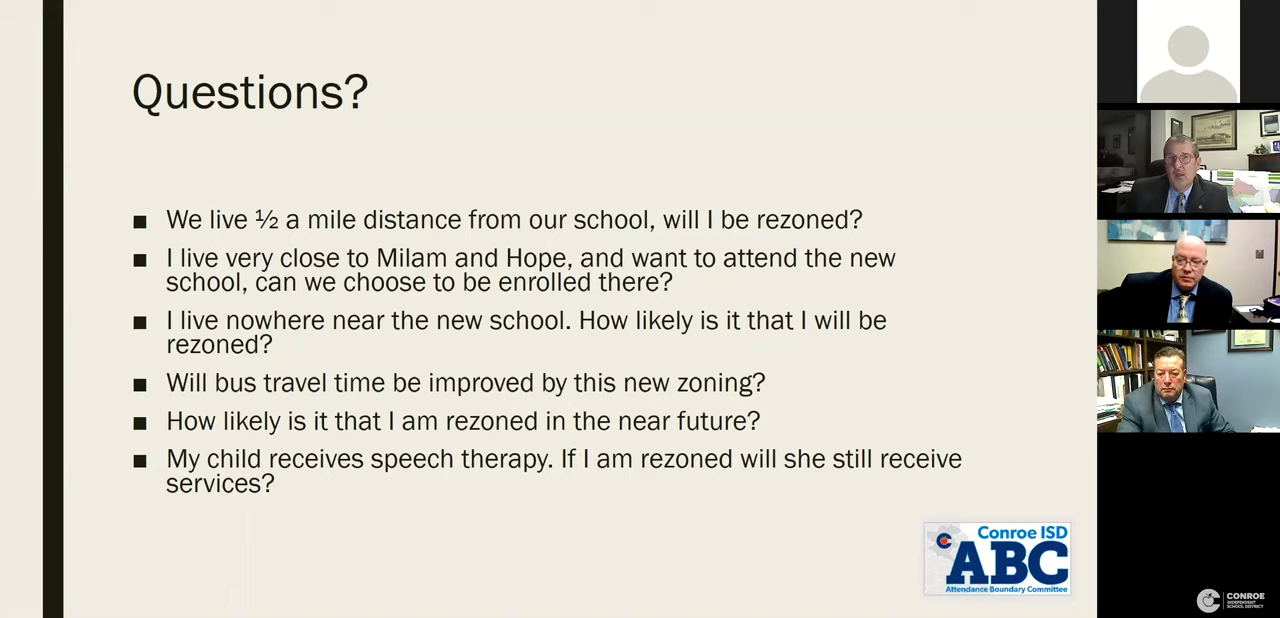 Questions?
■ We live ½ a mile distance from our school, will I be rezoned?
■ I live very close to Milam and Hope, and want to attend the new
school, can we choose to be enrolled there?
■ I live nowhere near the new school. How likely is it that I will be
rezoned?
■ Will bus travel time be improved by this new zoning?
■ How likely is it that I am rezoned in the near future?
■ My child receives speech therapy. If I am rezoned will she still receive
services?
Conroe ISD
ABC
Attendance Boundary Committee
CONROE
INDEPENDENT
SCHOOL DISTRICT